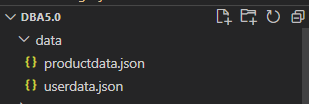 DBA5.0
data
{} productdata.json
{} userdata.json